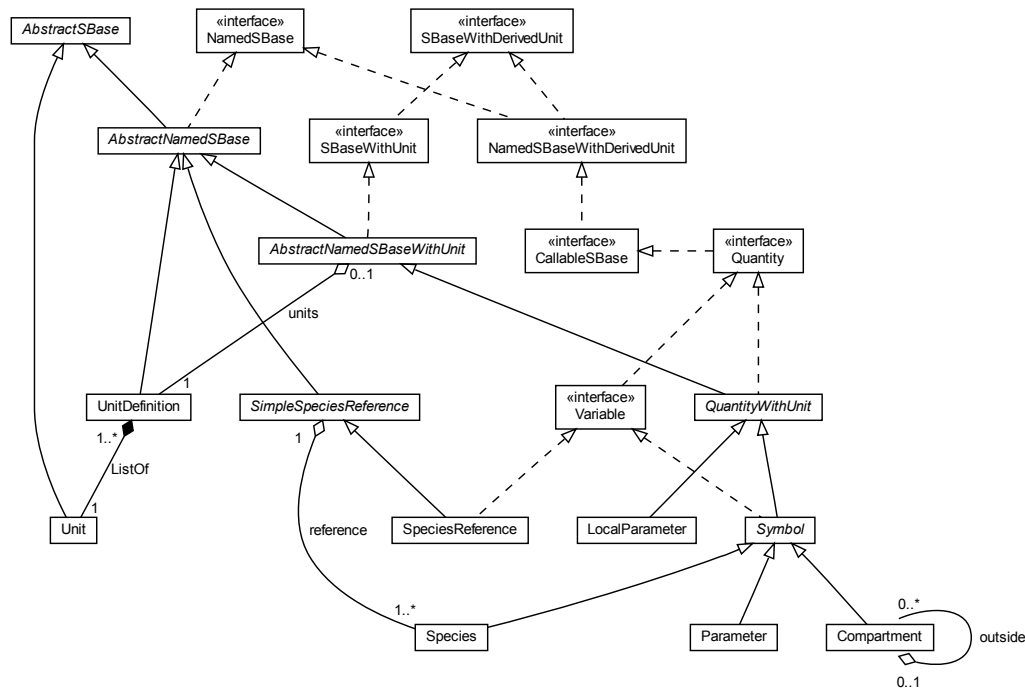 AbstractSBase
«interface»
NamedSBase
«interface»
SBaseWithDerivedUnit
AbstractNamedSBase
«interface»
SBaseWithUnit
«interface»
NamedSBaseWithDerivedUnit
AbstractNamedSBaseWithUnit
0..1
«interface»
CallableSBase
«interface»
Quantity
units
1
UnitDefinition
1..*
SimpleSpeciesReference
1
«interface»
Variable
QuantityWithUnit
ListOf
1
Unit
reference
SpeciesReference
LocalParameter
Symbol
1..*
Species
Parameter
0..*
Compartment
outside
0..1